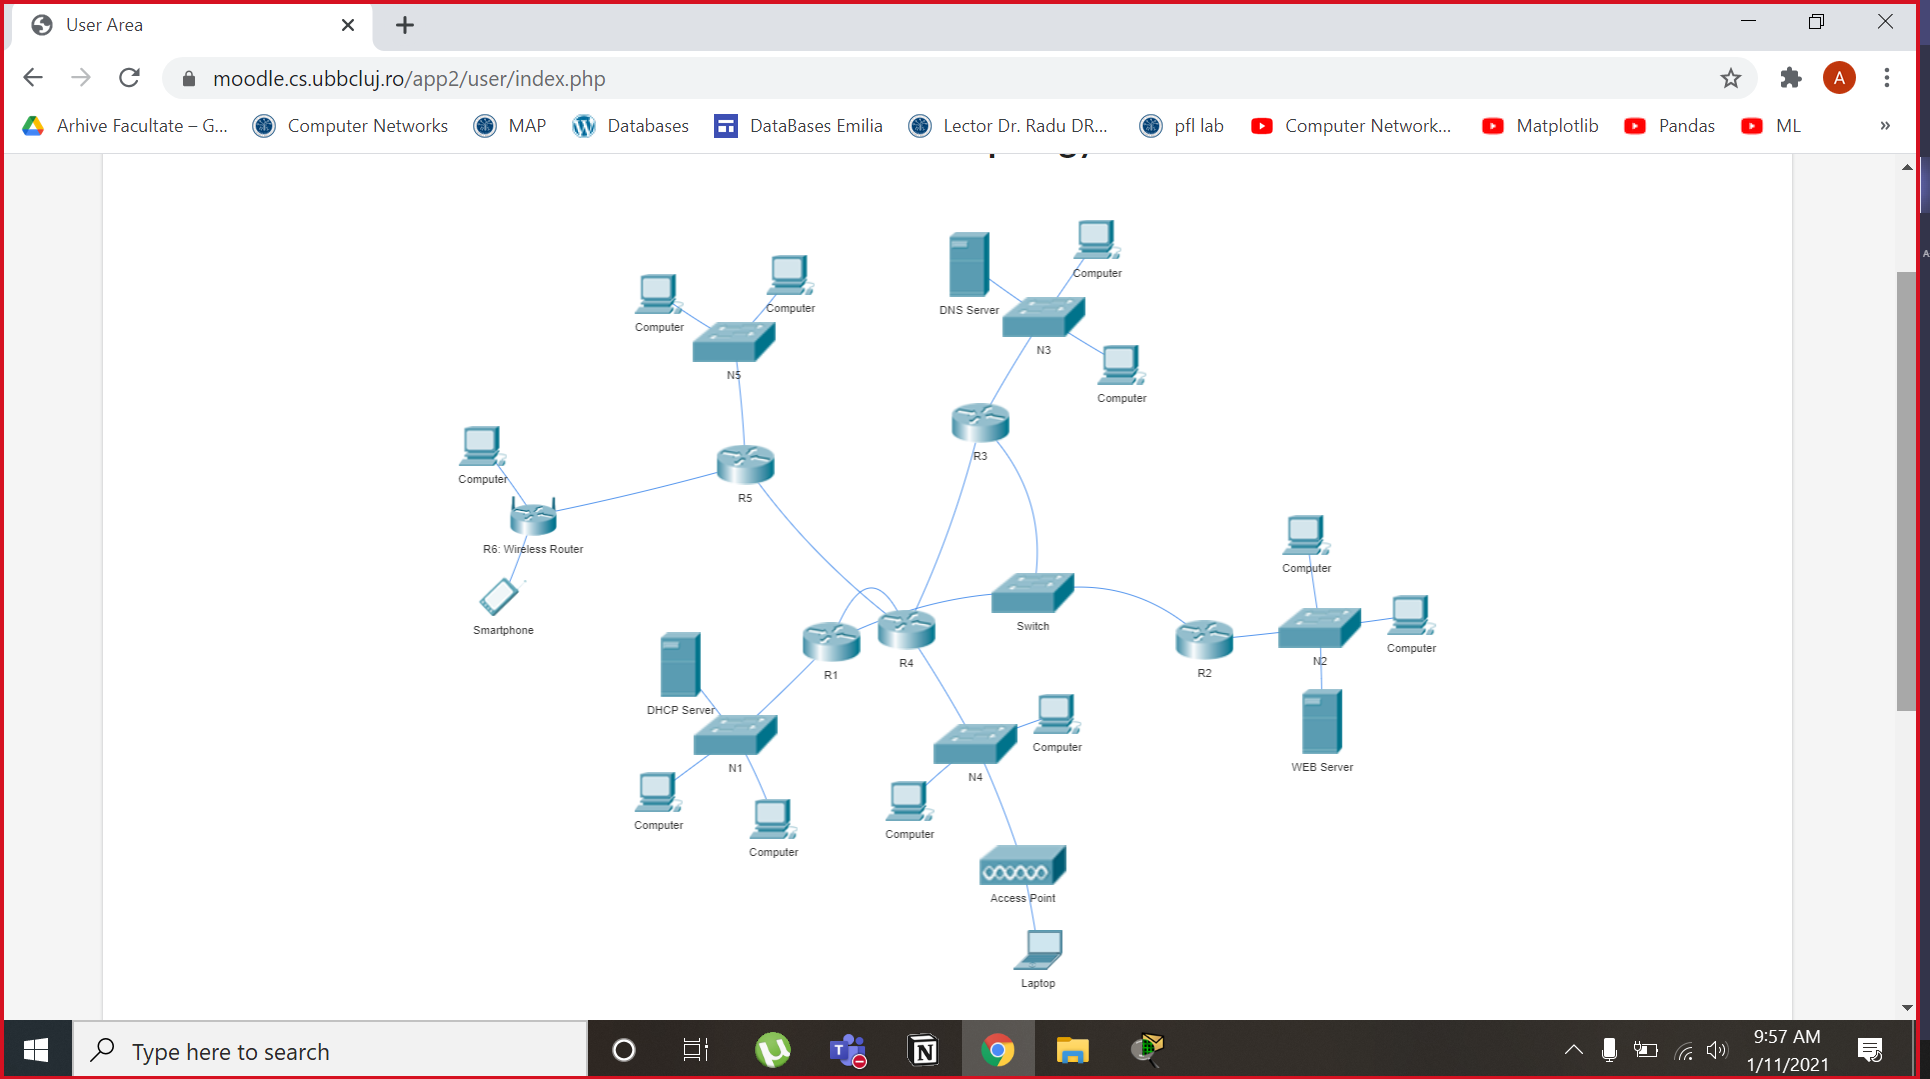 User Area
moodle.cs.ubbcluj.ro/app2/user/index.php
A
Arhive Facultate – G...
Computer Networks
MAP
Databases
DataBases Emilia
Lector Dr. Radu DR...
pfl lab
Computer Network...
Matplotlib
Pandas
ML
»
Computer
DNS Server
Computer
Computer
N3
Computer
N5
Computer
R3
Computer
R5
R6: Wireless Router
Computer
Smartphone
Switch
Computer
R4
N2
R1
R2
DHCP Server
Computer
N1
N4
WEB Server
Computer
Computer
Computer
Access Point
Laptop
Type here to search
9:57 AM
1/11/2021